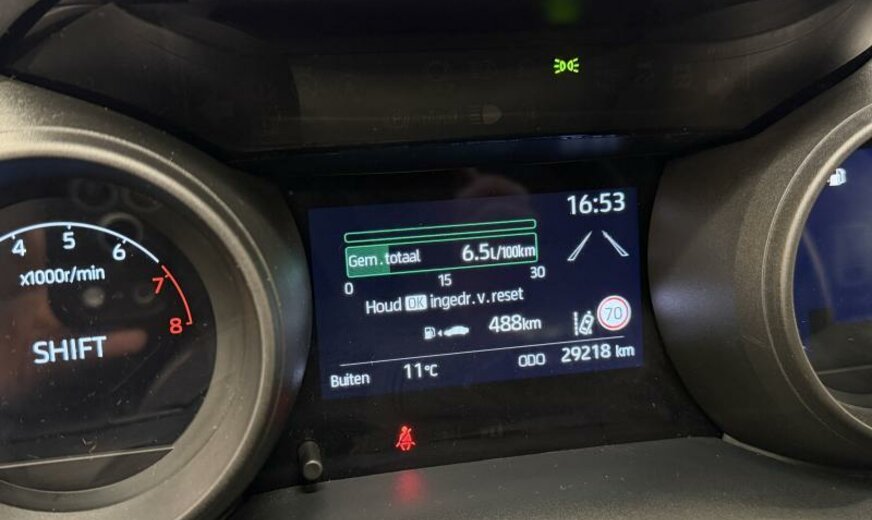 16:53
Gem.totaal 6.5L/100km
0 15 30
Houd OK ingedr.v.reset
488km
70
Buiten 11°C ODO 29218 km
4 5 6 7 8
x1000r/min
SHIFT